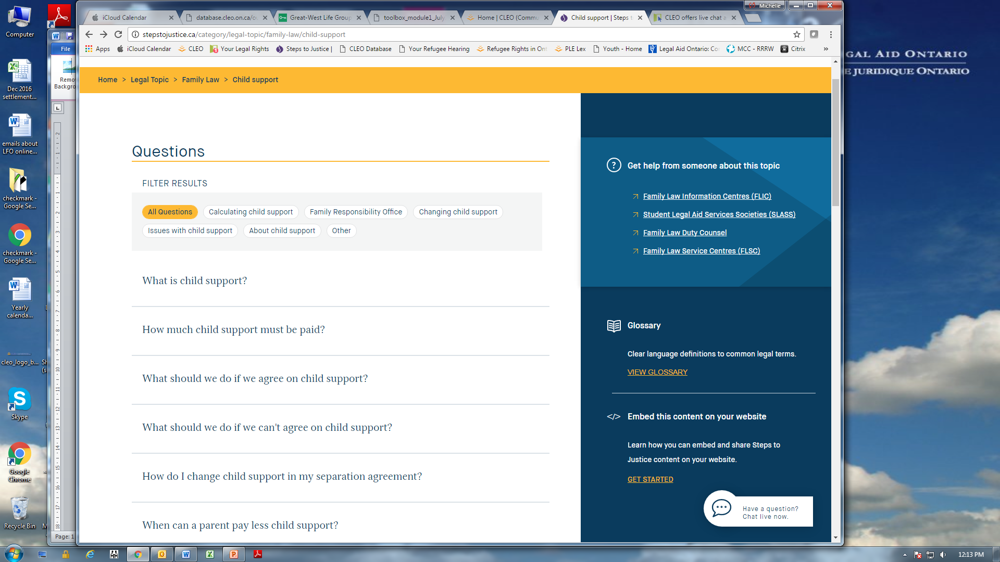 Michelle
iCloud Calendar
database.cleo.on.ca/ou
Great-West Life Group
toolbox_module1_July
Home | CLEO (Commu
Child support | Steps t
CLEO offers live chat a
stepstojustice.ca/category/legal-topic/family-law/child-support
Apps
iCloud Calendar
CLEO
Your Legal Rights
Steps to Justice |
CLEO Database
Your Refugee Hearing
Refugee Rights in Ont
PLE Lex
Youth - Home
Legal Aid Ontario: Co
MCC - RRRW
Citrix
»
Home > Legal Topic > Family Law > Child support
Questions
FILTER RESULTS
All Questions
Calculating child support
Family Responsibility Office
Changing child support
Issues with child support
About child support
Other
What is child support?
How much child support must be paid?
What should we do if we agree on child support?
What should we do if we can't agree on child support?
How do I change child support in my separation agreement?
When can a parent pay less child support?
Get help from someone about this topic
Family Law Information Centres (FLIC)
Student Legal Aid Services Societies (SLASS)
Family Law Duty Counsel
Family Law Service Centres (FLSC)
Glossary
Clear language definitions to common legal terms.
VIEW GLOSSARY
</> Embed this content on your website
Learn how you can embed and share Steps to
Justice content on your website.
GET STARTED
Have a question?
Chat live now.
GAL AID ONTARIO
E JURIDIQUE ONTARIO
Computer
Dec 2016
settlement...
emails about
LFO online...
checkmark -
Google Se...
checkmark -
Google Se...
Yearly
calenda...
cleo_logo_b...
Skype
Google
Chrome
Recycle Bin
File
Remo
Backgro
Page: 1
12:13 PM